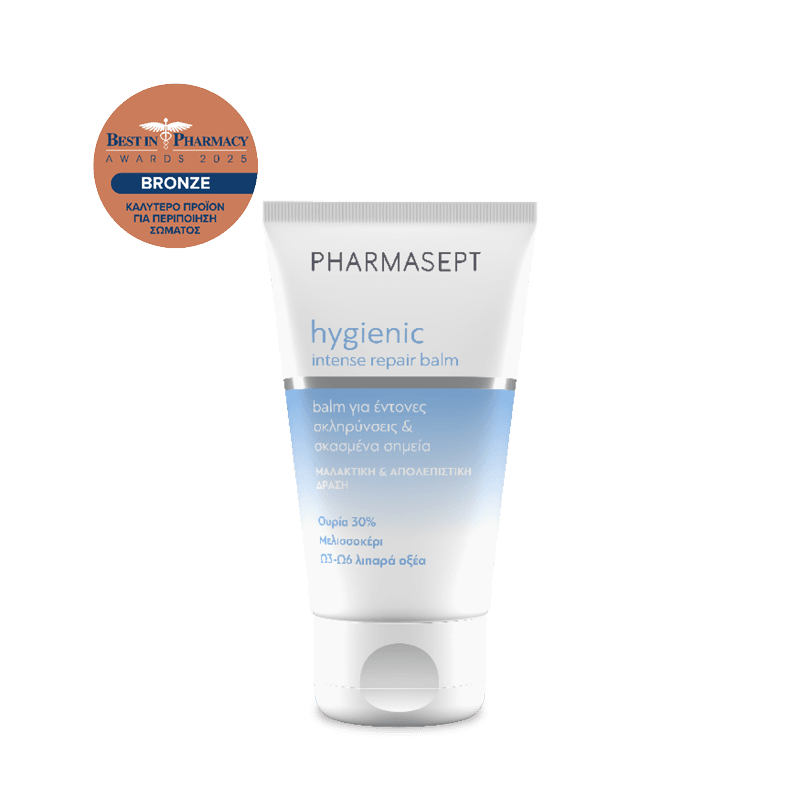 BEST IN PHARMACY
AWARDS 2025
BRONZE
ΚΑΛΥΤΕΡΟ ΠΡΟΪΟΝ
ΓΙΑ ΠΕΡΙΠΟΙΗΣΗ
ΣΩΜΑΤΟΣ
PHARMASEPT
hygienic
intense repair balm
balm για έντονες
σκληρύνσεις &
σκασμένα σημεία
ΜΑΛΑΚΤΙΚΗ & ΑΠΟΛΕΠΙΣΤΙΚΗ
ΔΡΑΣΗ
Ουρία 30%
Μελισσοκέρι
Ω3-Ω6 λιπαρά οξέα